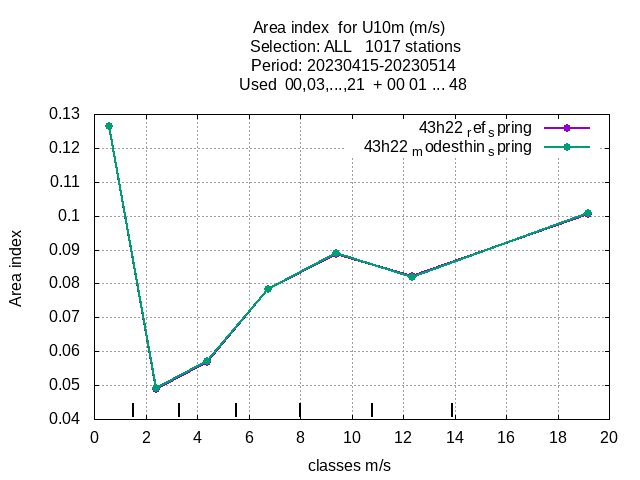 Area index  for U10m (m/s)
Selection: ALL   1017 stations
Period: 20230415-20230514
Used  00,03,...,21  + 00 01 ... 48
43h22 ref spring
43h22 modesthin spring
0.13
0.12
0.11
0.1
0.09
0.08
0.07
0.06
0.05
0.04
Area index
0 2 4 6 8 10 12 14 16 18 20
classes m/s